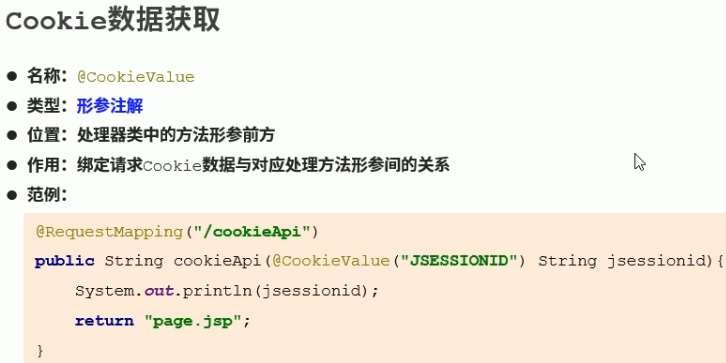 Cookie数据获取
● 名称：@CookieValue
● 类型：形参注解
● 位置：处理器类中的方法形参前方
● 作用：绑定请求Cookie数据与对应处理方法形参间的关系
● 范例：
@RequestMapping("/cookieApi")
public String cookieApi(@CookieValue("JSESSIONID") String jsessionid){
    System.out.println(jsessionid);
    return "page.jsp";
}